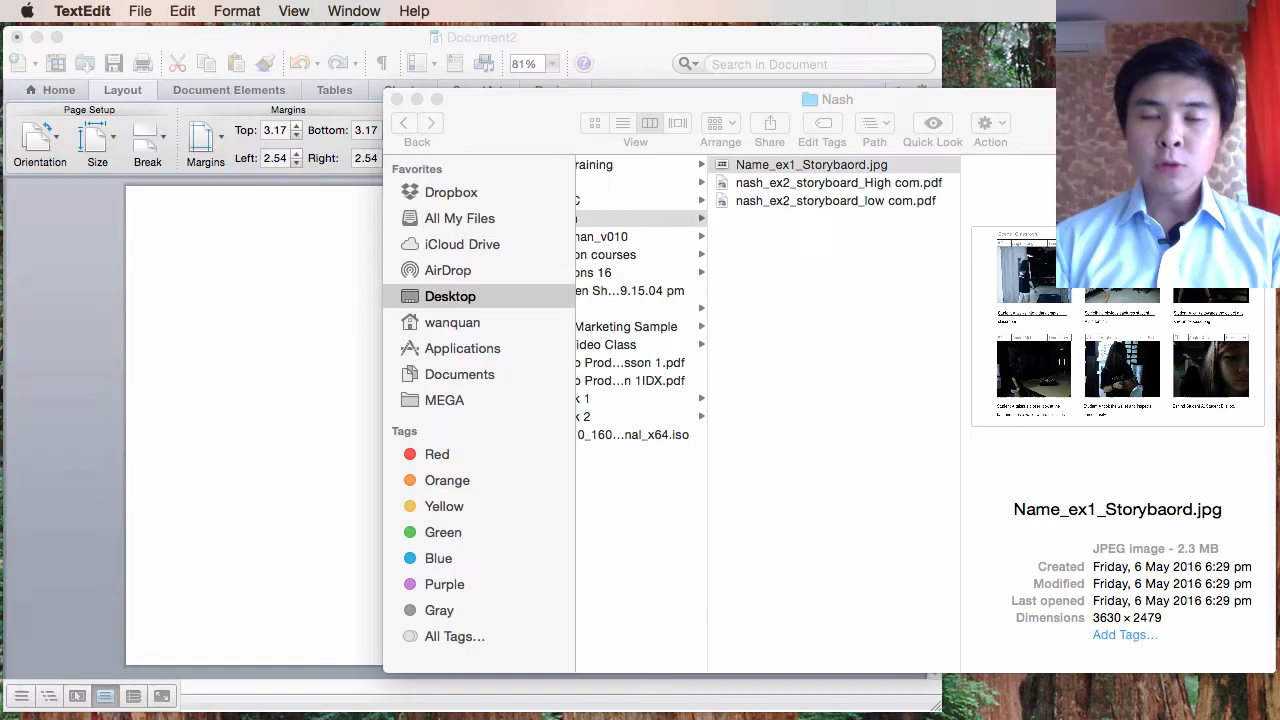 TextEdit File Edit Format View Window Help
Document2
81%
Search in Document
Home Layout Document Elements Tables
Page Setup Margins
Orientation Size Break Margins
Top: 3.17 Bottom: 3.17
Left: 2.54 Right: 2.54
Nash
Back View Arrange Share Edit Tags Path Quick Look Action
Favorites
Dropbox
All My Files
iCloud Drive
AirDrop
Desktop
wanquan
Applications
Documents
MEGA
Tags
Red
Orange
Yellow
Green
Blue
Purple
Gray
All Tags...
raining
C
nan_v010
on courses
ons 16
en Sh...9.15.04 pm
Marketing Sample
ideo Class
o Prod...sson 1.pdf
o Prod...n 1IDX.pdf
k 1
k 2
0_160...nal_x64.iso
Name_ex1_Storybaord.jpg
nash_ex2_storyboard_High com.pdf
nash_ex2_storyboard_low com.pdf
Name_ex1_Storybaord.jpg
JPEG image - 2.3 MB
Created Friday, 6 May 2016 6:29 pm
Modified Friday, 6 May 2016 6:29 pm
Last opened Friday, 6 May 2016 6:29 pm
Dimensions 3630 × 2479
Add Tags...